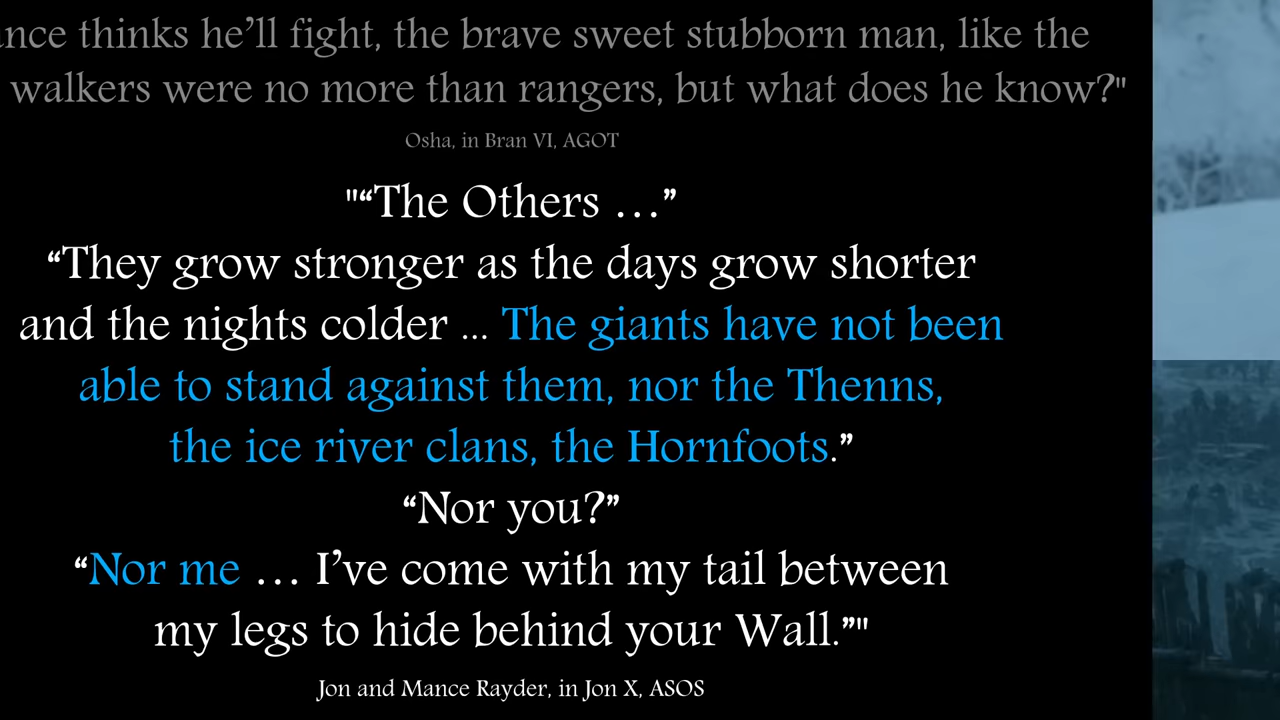 thinks he’ll fight, the brave sweet stubborn man, like the
walkers were no more than rangers, but what does he know?"
Osha, in Bran VI, AGOT
"“The Others …”
“They grow stronger as the days grow shorter
and the nights colder ... The giants have not been
able to stand against them, nor the Thenns,
the ice river clans, the Hornfoots.”
“Nor you?”
“Nor me … I’ve come with my tail between
my legs to hide behind your Wall.”"
Jon and Mance Rayder, in Jon X, ASOS